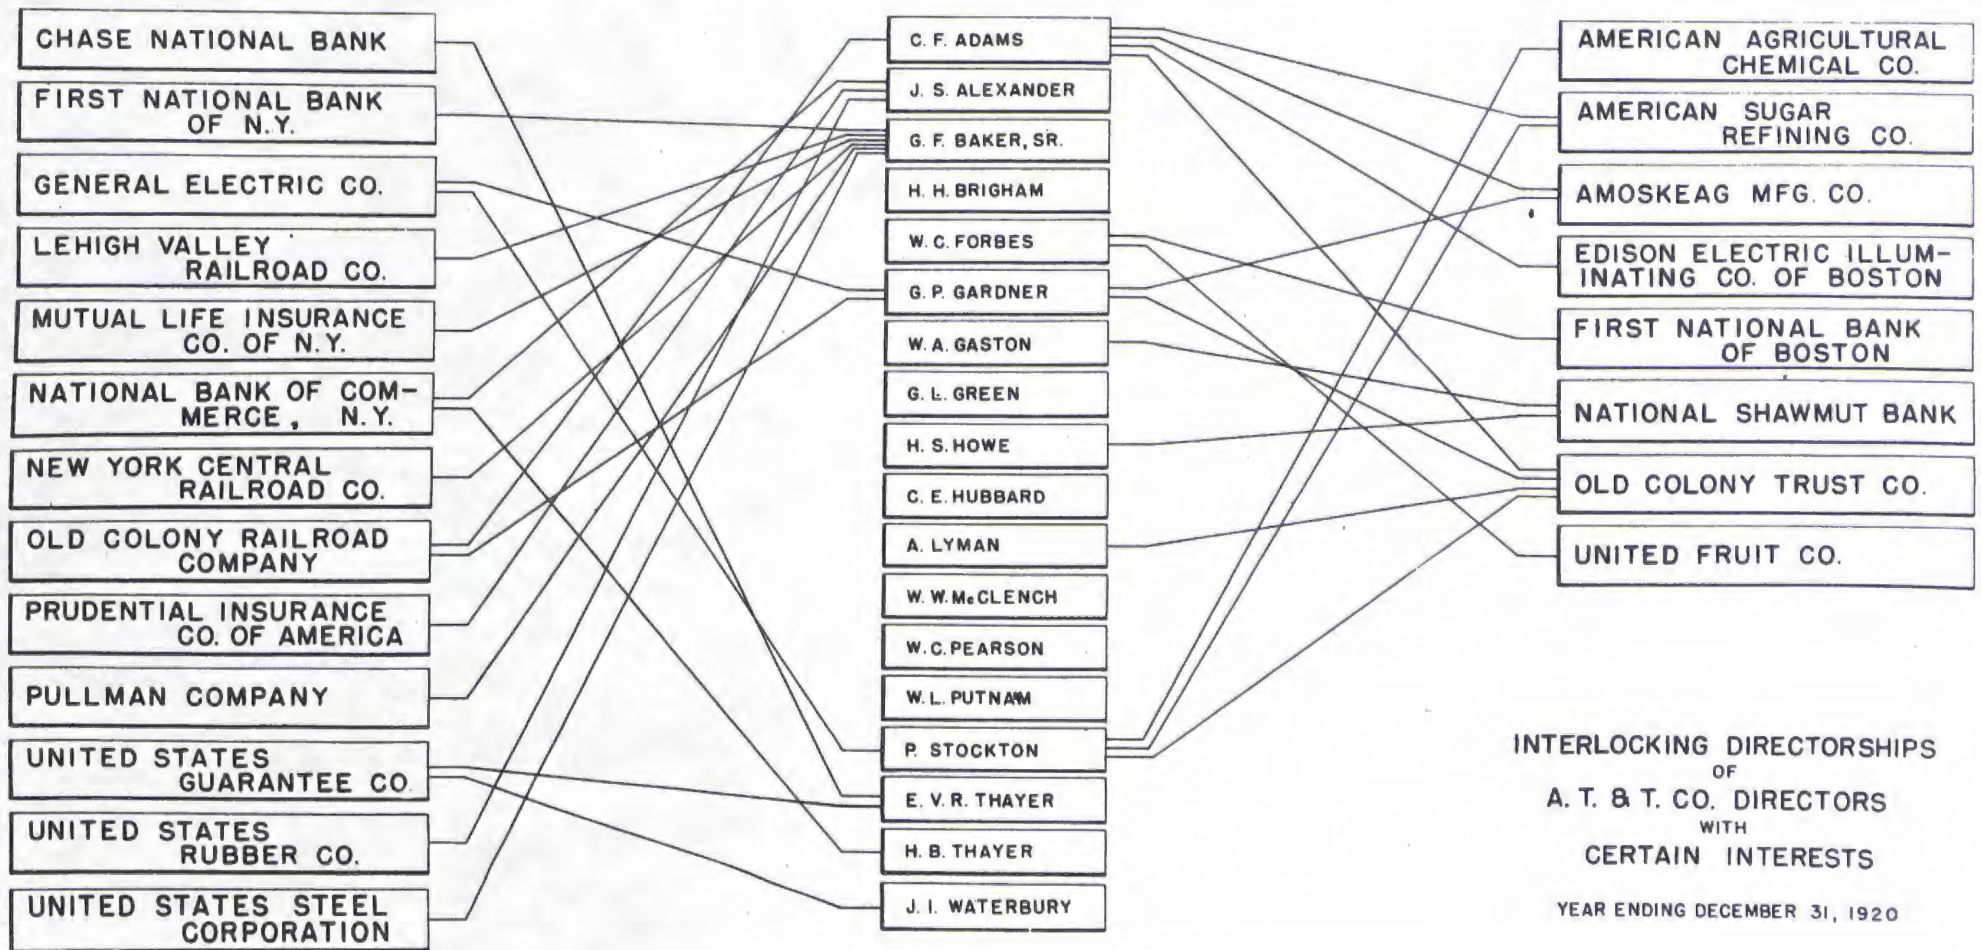 CHASE NATIONAL BANK
FIRST NATIONAL BANK
OF N.Y.
GENERAL ELECTRIC CO.
LEHIGH VALLEY
RAILROAD CO.
MUTUAL LIFE INSURANCE
CO. OF N.Y.
NATIONAL BANK OF COM-
MERCE, N.Y.
NEW YORK CENTRAL
RAILROAD CO.
OLD COLONY RAILROAD
COMPANY
PRUDENTIAL INSURANCE
CO. OF AMERICA
PULLMAN COMPANY
UNITED STATES
GUARANTEE CO.
UNITED STATES
RUBBER CO.
UNITED STATES STEEL
CORPORATION
C. F. ADAMS
J. S. ALEXANDER
G. F. BAKER, SR.
H. H. BRIGHAM
W. C. FORBES
G. P. GARDNER
W. A. GASTON
G. L. GREEN
H. S. HOWE
C. E. HUBBARD
A. LYMAN
W. W. McCLENCH
W. C. PEARSON
W. L. PUTNAM
P. STOCKTON
E. V. R. THAYER
H. B. THAYER
J. I. WATERBURY
AMERICAN AGRICULTURAL
CHEMICAL CO.
AMERICAN SUGAR
REFINING CO.
AMOSKEAG MFG. CO.
EDISON ELECTRIC ILLUM-
INATING CO. OF BOSTON
FIRST NATIONAL BANK
OF BOSTON
NATIONAL SHAWMUT BANK
OLD COLONY TRUST CO.
UNITED FRUIT CO.
INTERLOCKING DIRECTORSHIPS
OF
A. T. & T. CO. DIRECTORS
WITH
CERTAIN INTERESTS
YEAR ENDING DECEMBER 31, 1920